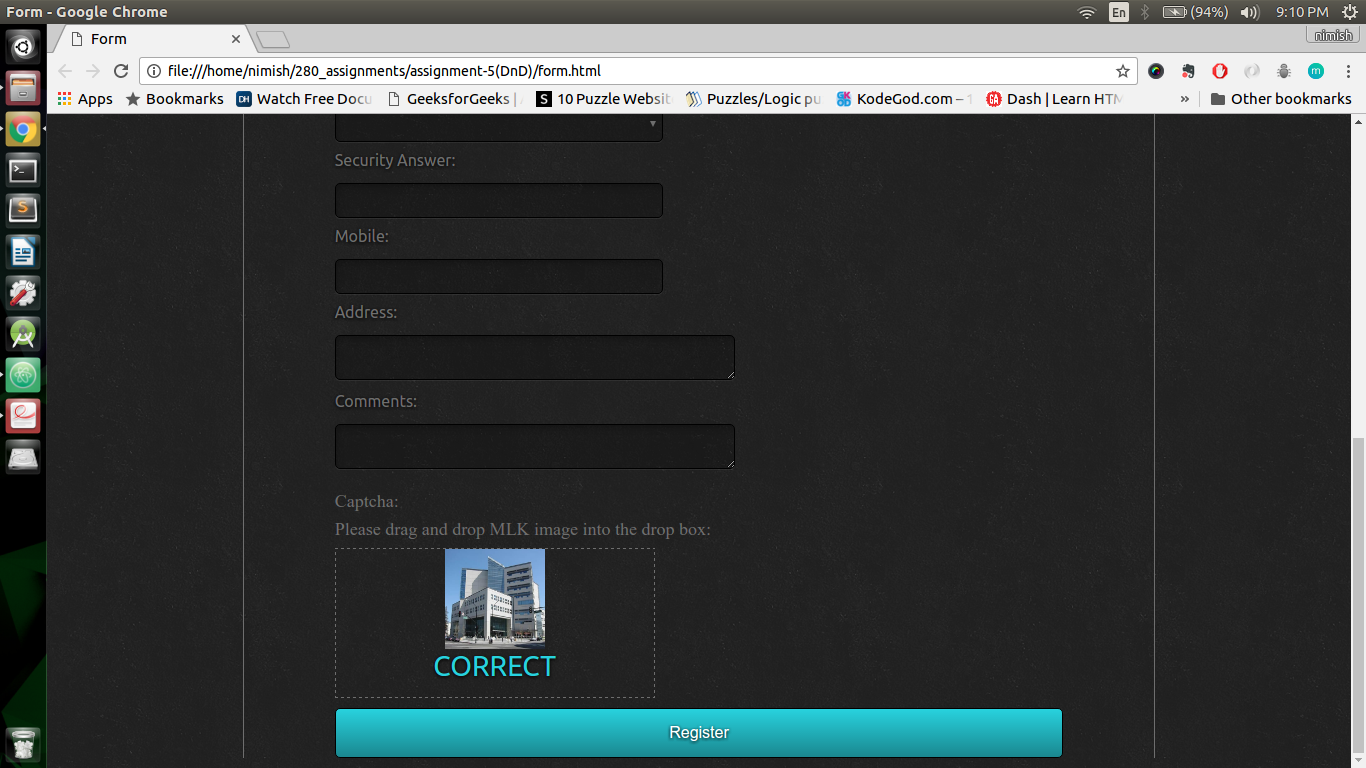 Form - Google Chrome
En
(94%)
9:10 PM
Form
nimish
file:///home/nimish/280_assignments/assignment-5(DnD)/form.html
Apps
Bookmarks
DH Watch Free Docu
GeeksforGeeks |
S 10 Puzzle Websit
Puzzles/Logic pu
KodeGod.com –
GA Dash | Learn HTM
»
Other bookmarks
Security Answer:
Mobile:
Address:
Comments:
Captcha:
Please drag and drop MLK image into the drop box:
CORRECT
Register